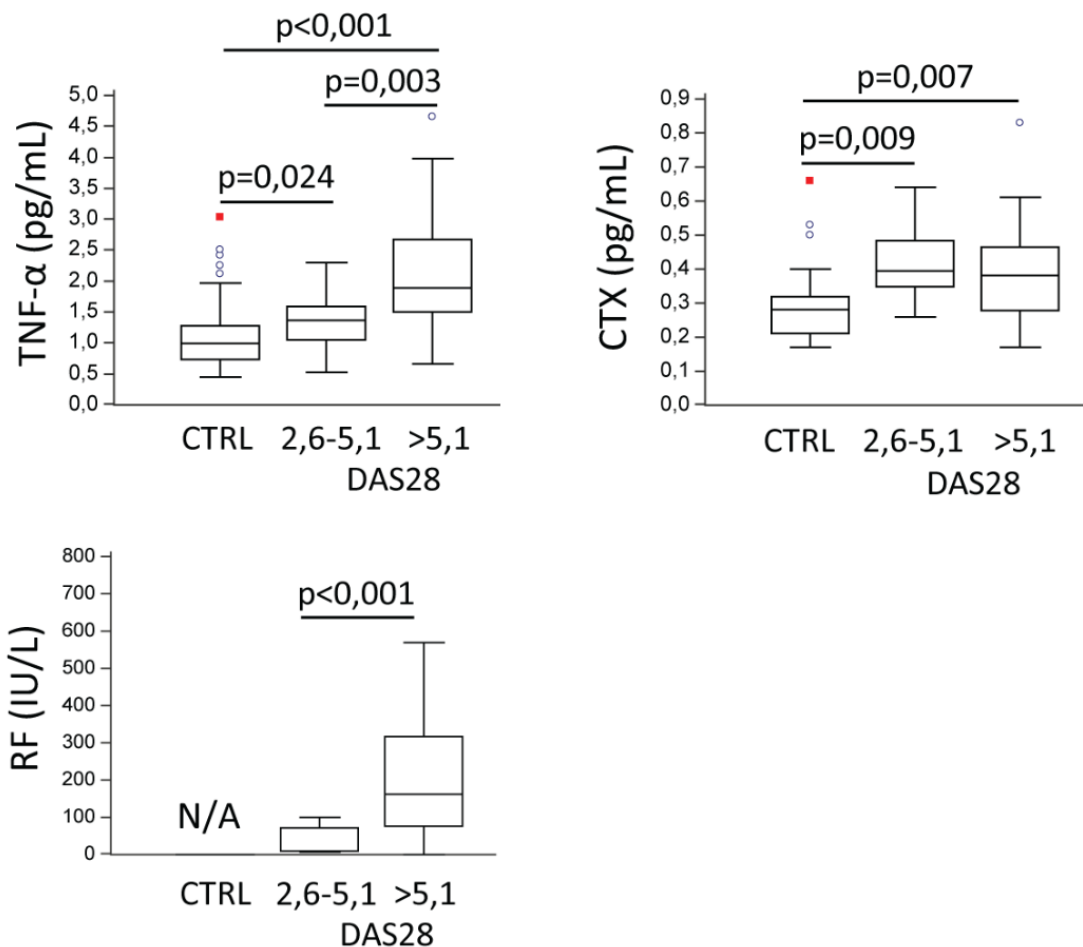 p<0,001
p=0,003
p=0,024
TNF-α (pg/mL)
5,0
4,5
4,0
3,5
3,0
2,5
2,0
1,5
1,0
0,5
0,0
CTRL 2,6-5,1 >5,1
DAS28
p=0,007
p=0,009
CTX (pg/mL)
0,9
0,8
0,7
0,6
0,5
0,4
0,3
0,2
0,1
0,0
CTRL 2,6-5,1 >5,1
DAS28
p<0,001
RF (IU/L)
800
700
600
500
400
300
200
100
0
N/A
CTRL 2,6-5,1 >5,1
DAS28